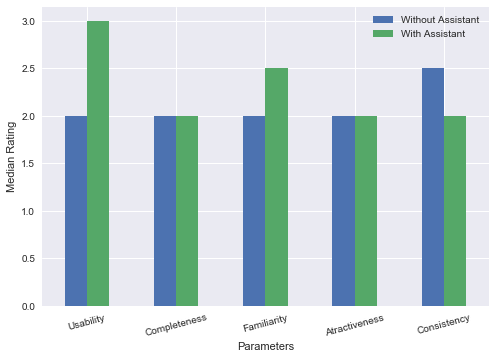 3.0
2.5
2.0
1.5
1.0
0.5
0.0
Median Rating
Without Assistant
With Assistant
Usability
Completeness
Familiarity
Atractiveness
Consistency
Parameters